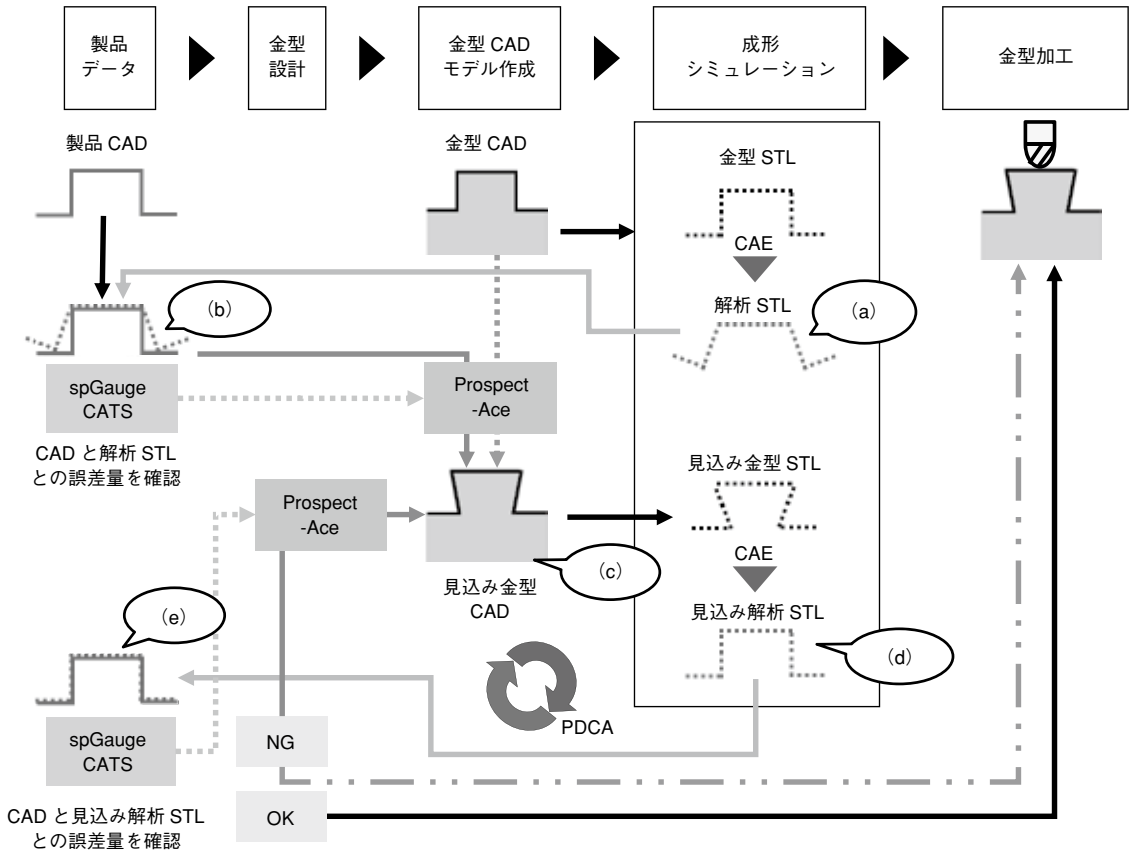 製品
データ
金型
設計
金型 CAD
モデル作成
成形
シミュレーション
金型加工
製品 CAD
金型 CAD
金型 STL
CAE
解析 STL
(a)
(b)
spGauge
CATS
CAD と解析 STL
との誤差量を確認
Prospect
-Ace
見込み金型 STL
Prospect
-Ace
CAE
(c)
見込み金型
CAD
見込み解析 STL
(e)
(d)
PDCA
spGauge
CATS
NG
CAD と見込み解析 STL
との誤差量を確認
OK